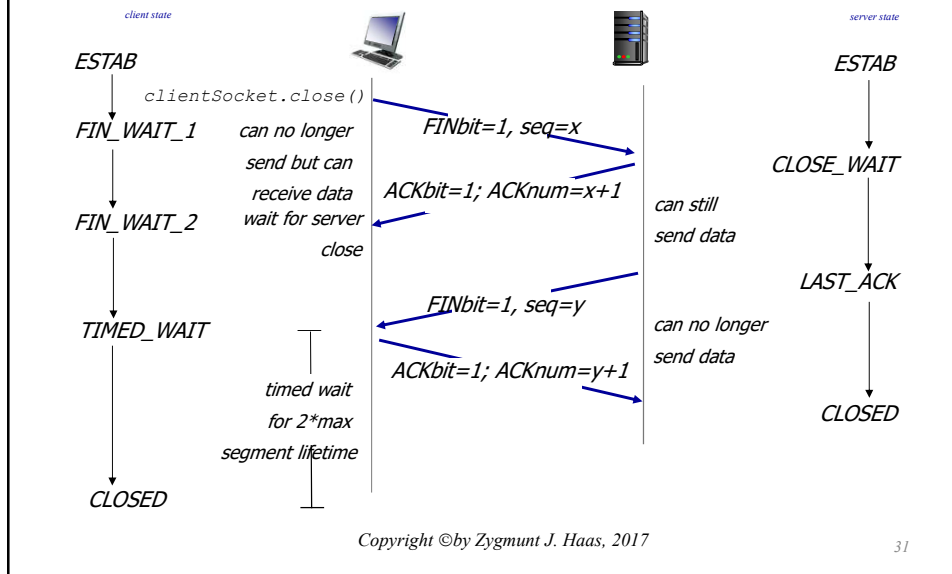 client state
server state
ESTAB
ESTAB
clientSocket.close()
FIN_WAIT_1
can no longer
send but can
receive data
FINbit=1, seq=x
CLOSE_WAIT
ACKbit=1; ACKnum=x+1
FIN_WAIT_2
wait for server
close
can still
send data
LAST_ACK
FINbit=1, seq=y
TIMED_WAIT
can no longer
send data
ACKbit=1; ACKnum=y+1
timed wait
for 2*max
segment lifetime
CLOSED
CLOSED
Copyright ©by Zygmunt J. Haas, 2017
31